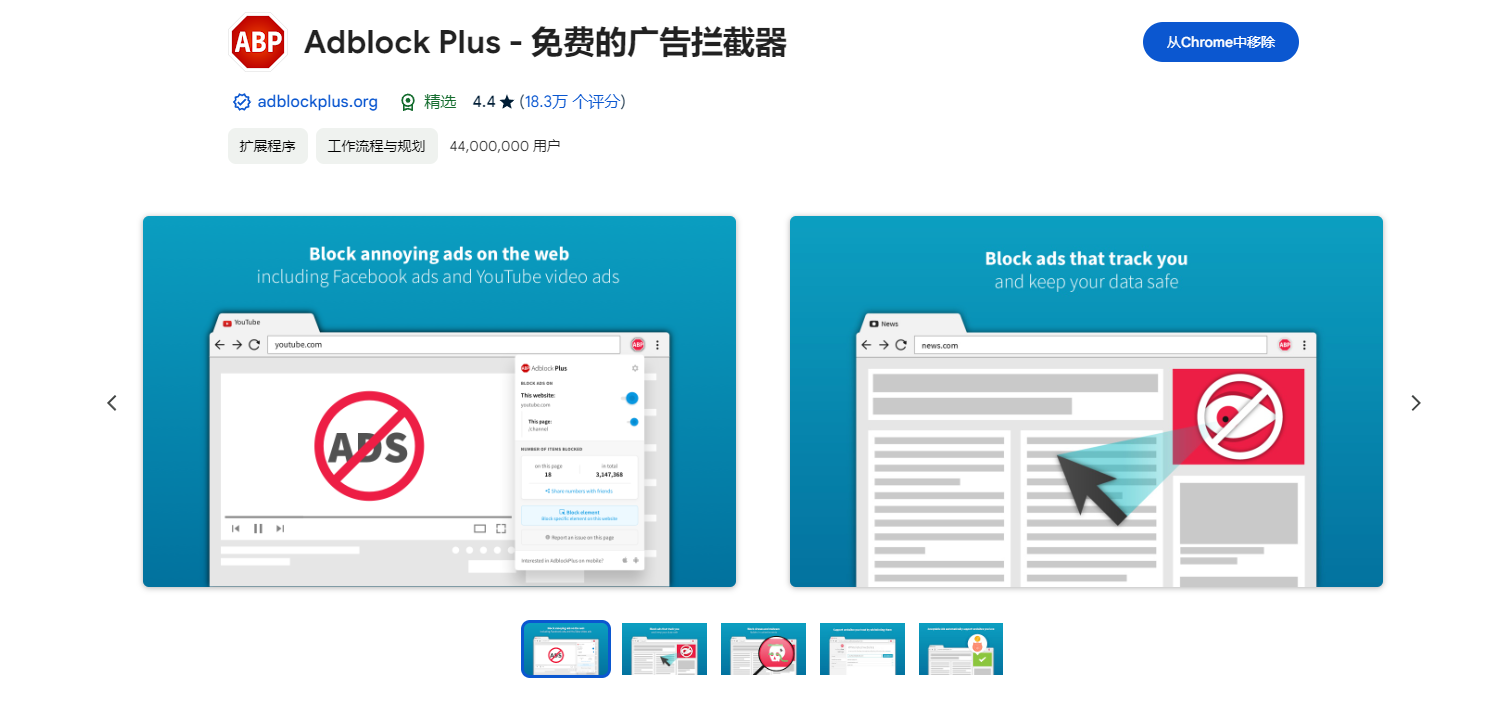 ABP
Adblock Plus - 免费的广告拦截器
从Chrome中移除
adblockplus.org
精选
4.4 ★ (18.3万 个评分)
扩展程序
工作流程与规划
44,000,000 用户
Block annoying ads on the web
including Facebook ads and YouTube video ads
YouTube
youtube.com
ABP
ADS
ABP Adblock Plus
BLOCK ADS ON
This website:
youtube.com
This page:
/channel
NUMBER OF ITEMS BLOCKED
on this page
18
in total
3,147,368
Share numbers with friends
Block element
Block specific element on this website
Report an issue on this page
Interested in AdblockPlus on mobile?
Block ads that track you
and keep your data safe
News
news.com
ABP
ADS